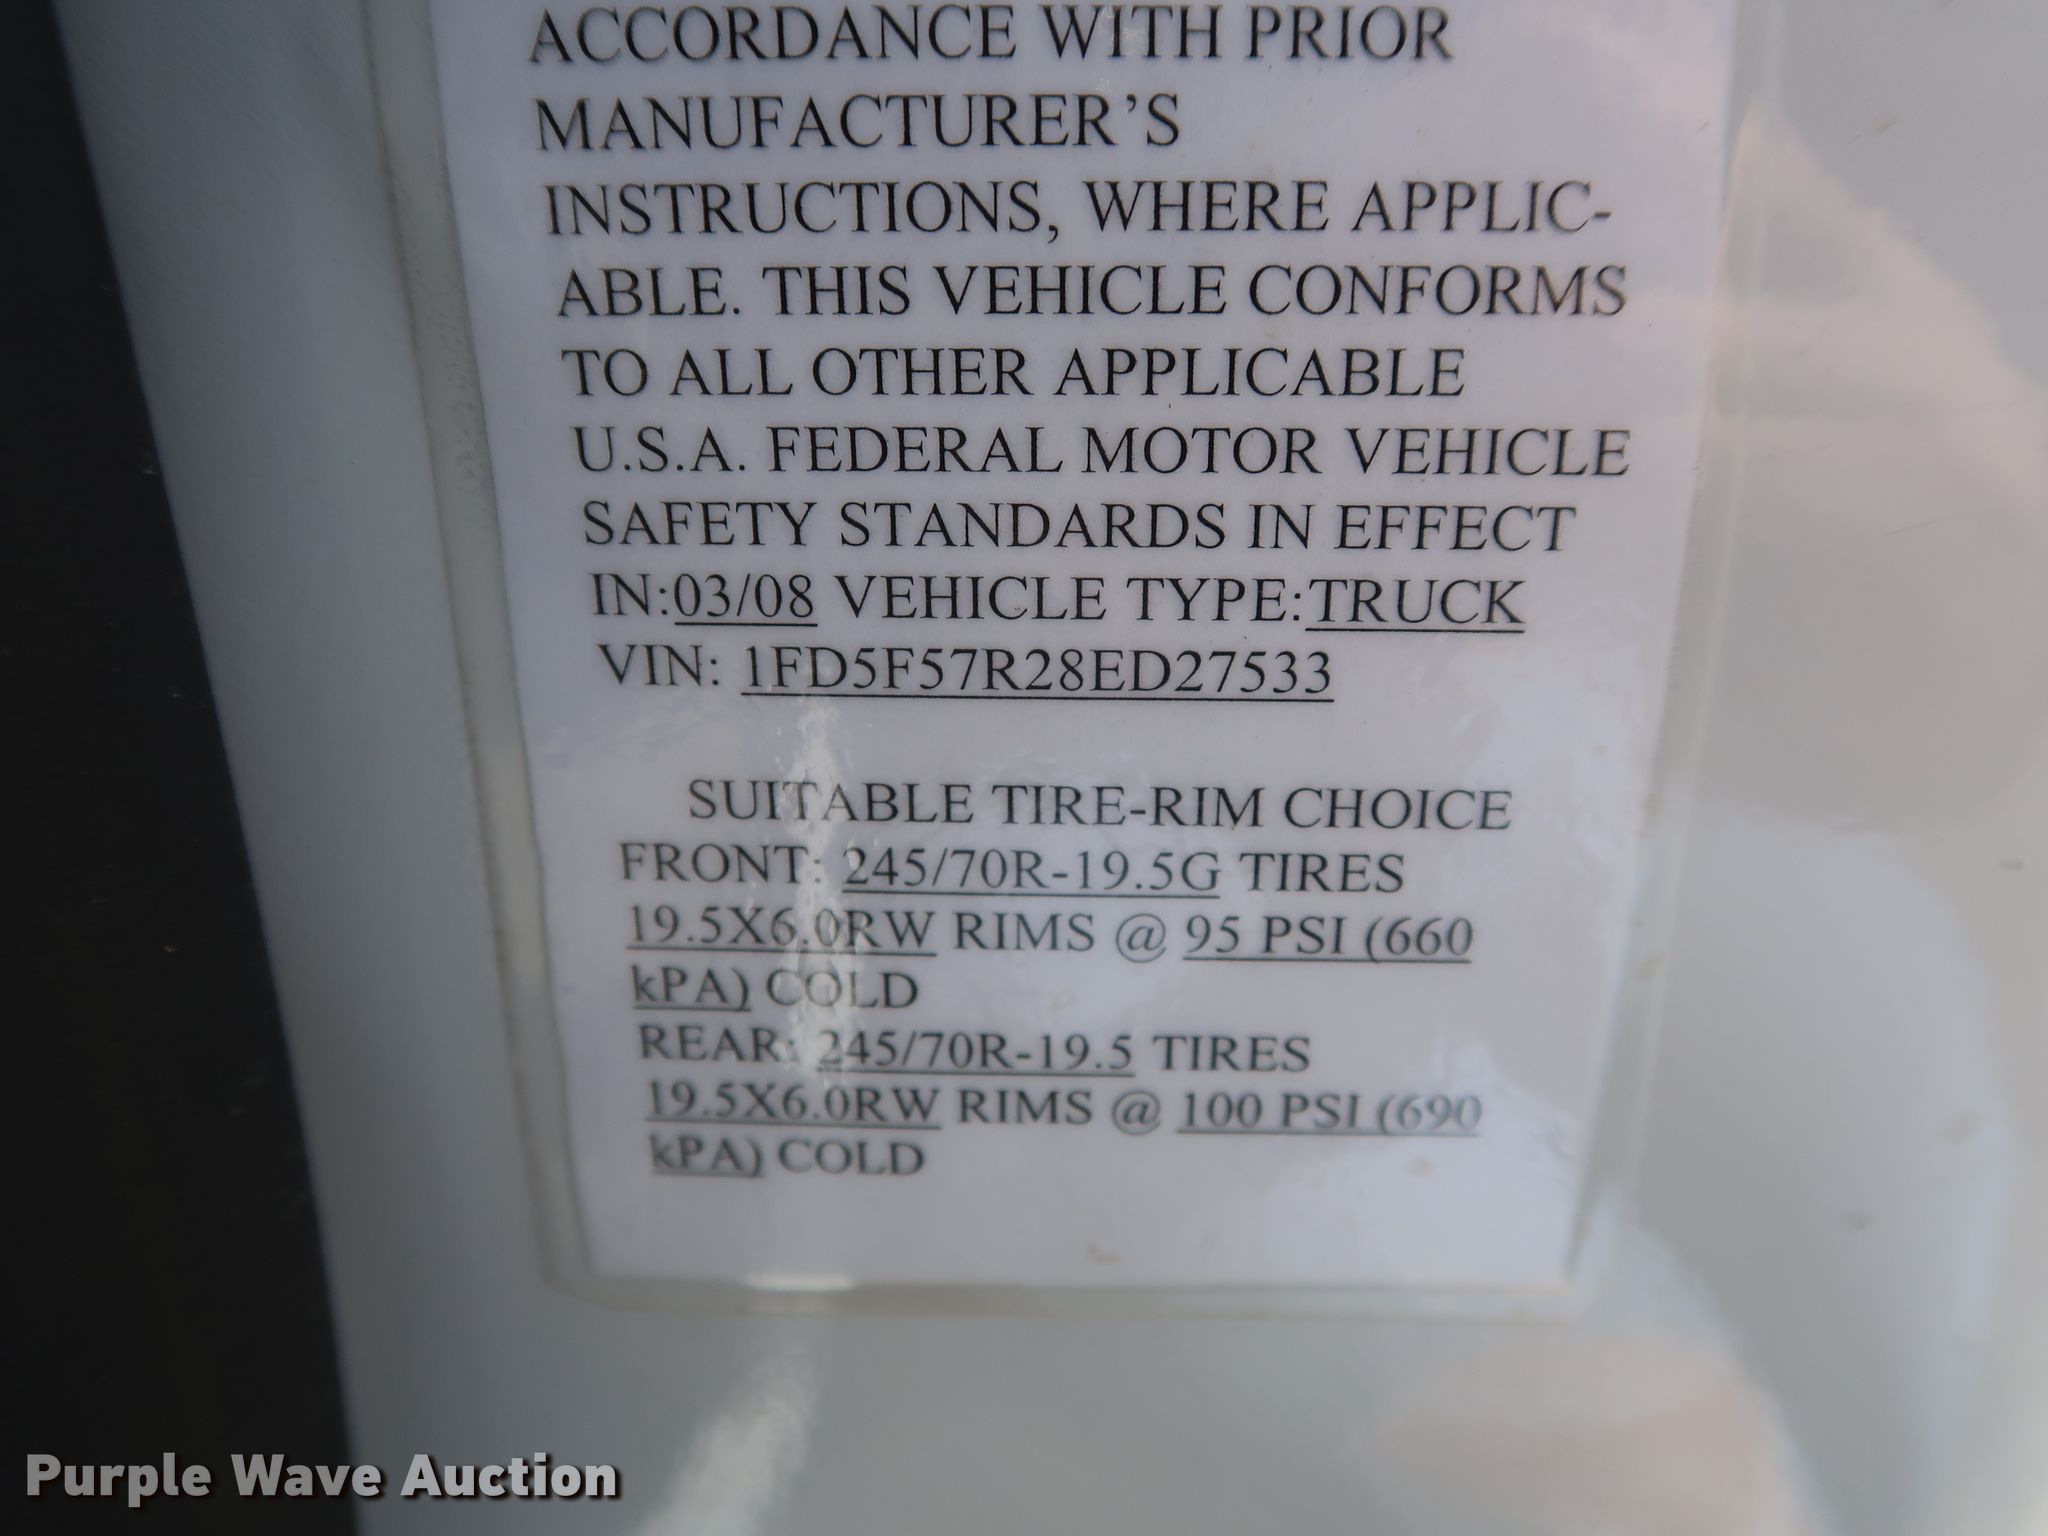 ACCORDANCE WITH PRIOR
MANUFACTURER'S
INSTRUCTIONS, WHERE APPLIC-
ABLE. THIS VEHICLE CONFORMS
TO ALL OTHER APPLICABLE
U.S.A. FEDERAL MOTOR VEHICLE
SAFETY STANDARDS IN EFFECT
IN:03/08 VEHICLE TYPE:TRUCK
VIN: 1FD5F57R28ED27533
SUITABLE TIRE-RIM CHOICE
FRONT: 245/70R-19.5G TIRES
19.5X6.0RW RIMS @ 95 PSI (660
kPA) COLD
REAR: 245/70R-19.5 TIRES
19.5X6.0RW RIMS @ 100 PSI (690
kPA) COLD
Purple Wave Auction